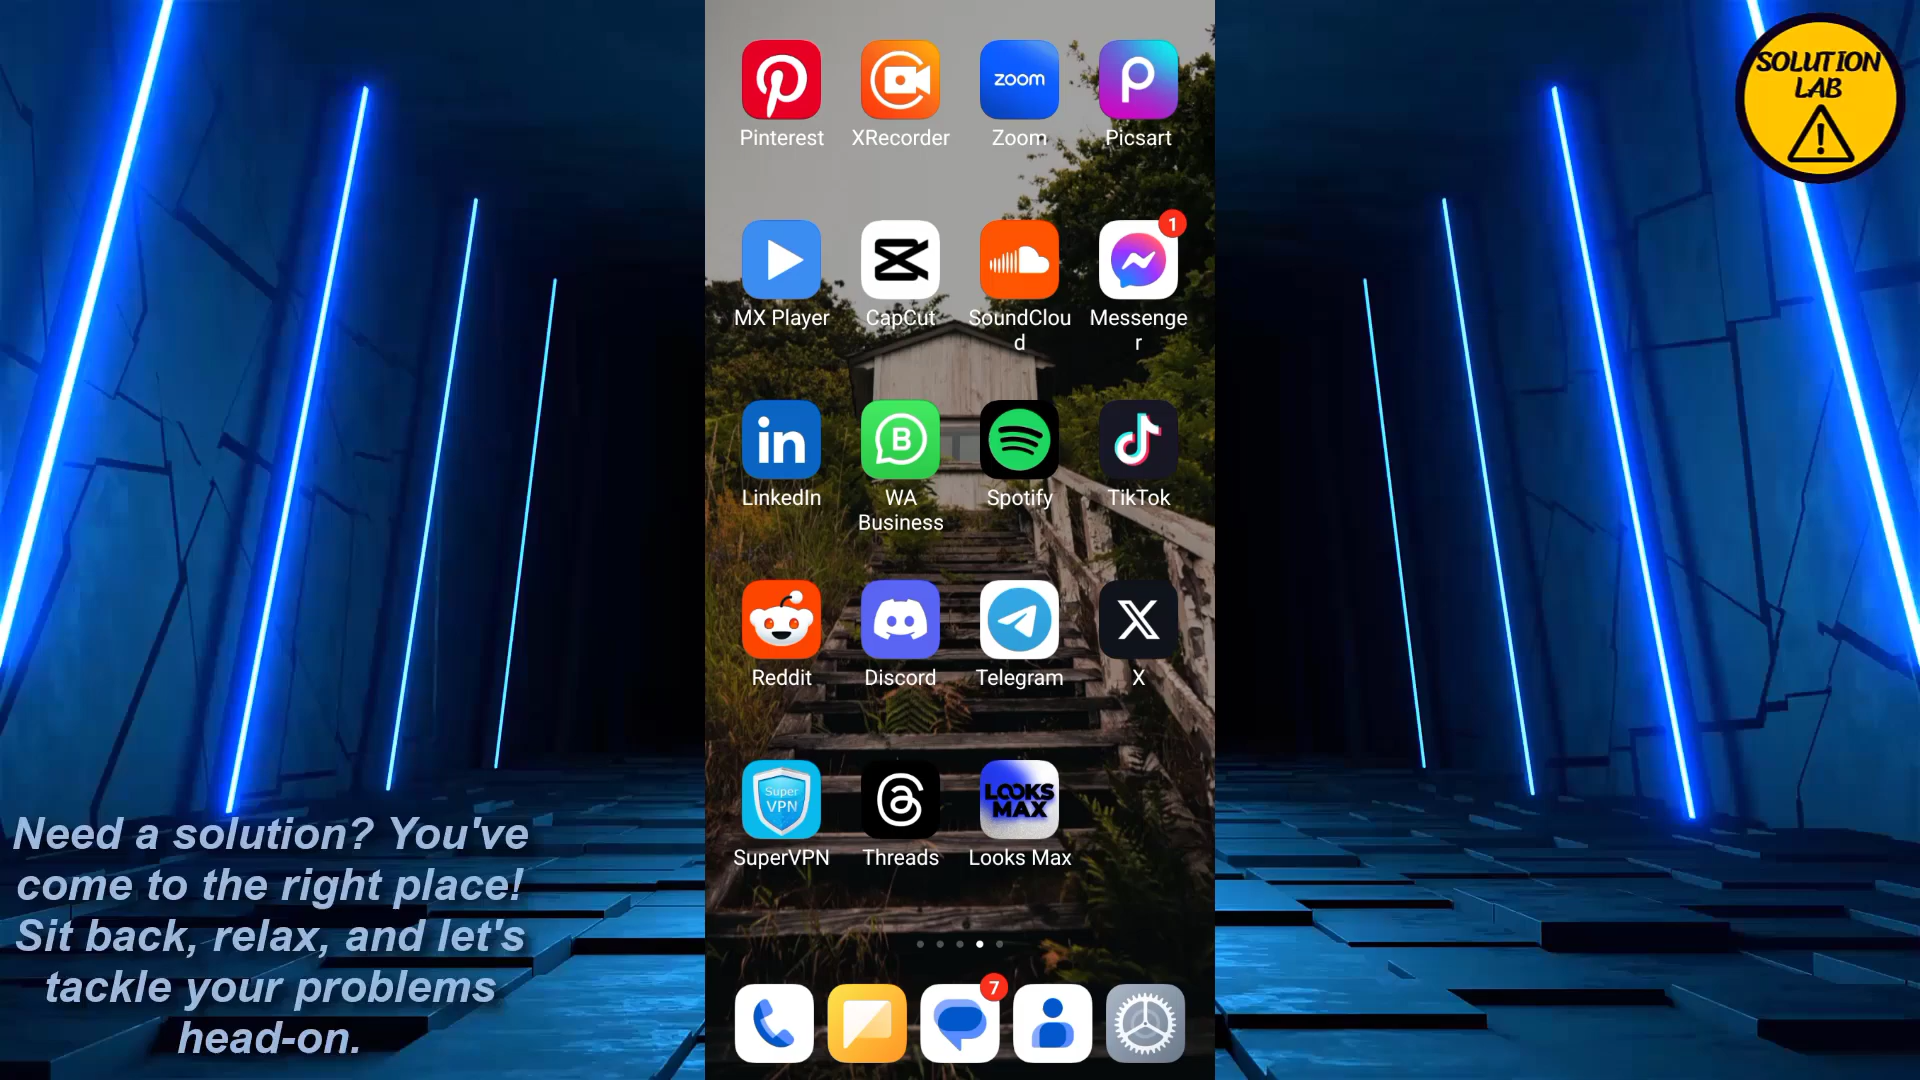 SOLUTION
LAB
Pinterest
XRecorder
zoom
Zoom
Picsart
MX Player
CapCut
SoundClou
d
1
Messenge
r
in
LinkedIn
B
WA
Business
Spotify
TikTok
Reddit
Discord
Telegram
X
Super
VPN
SuperVPN
Threads
LOOKS
MAX
Looks Max
7
Need a solution? You've
come to the right place!
Sit back, relax, and let's
tackle your problems
head-on.